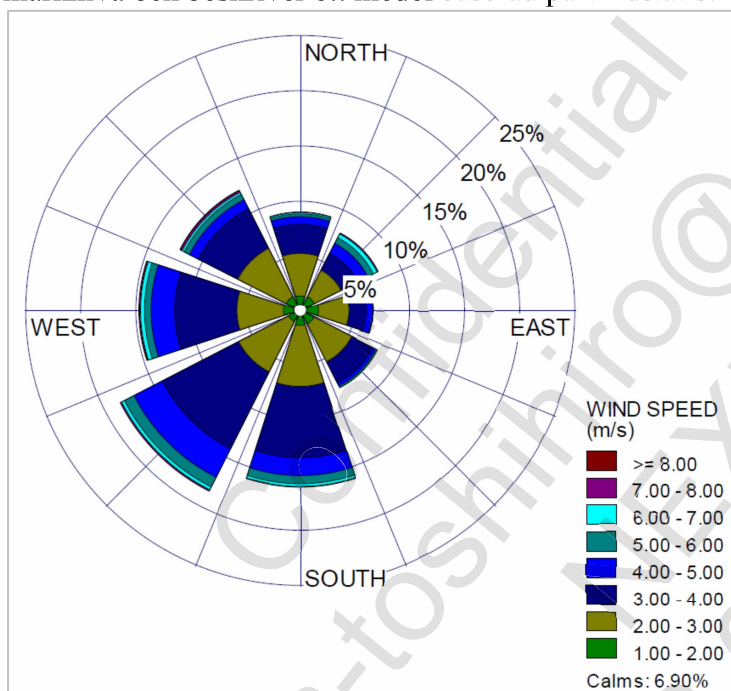 NORTH
25%
20%
15%
10%
5%
WEST
EAST
SOUTH
WIND SPEED
(m/s)
>= 8.00
7.00 - 8.00
6.00 - 7.00
5.00 - 6.00
4.00 - 5.00
3.00 - 4.00
2.00 - 3.00
1.00 - 2.00
Calms: 6.90%
Confidential
-toshihiro@